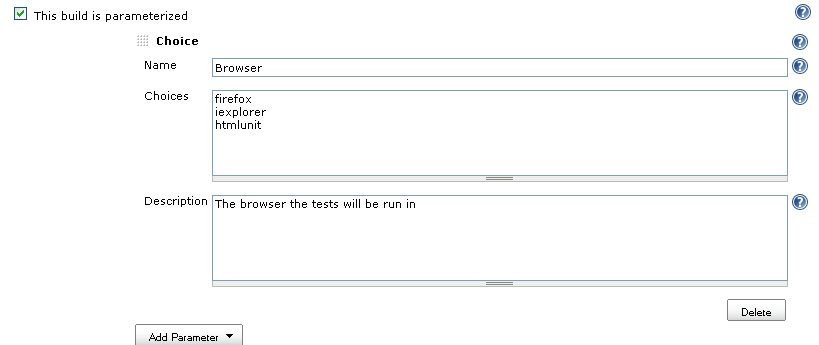 This build is parameterized
Choice
Name
Browser
Choices
firefox
iexplorer
htmlunit
Description
The browser the tests will be run in
Delete
Add Parameter